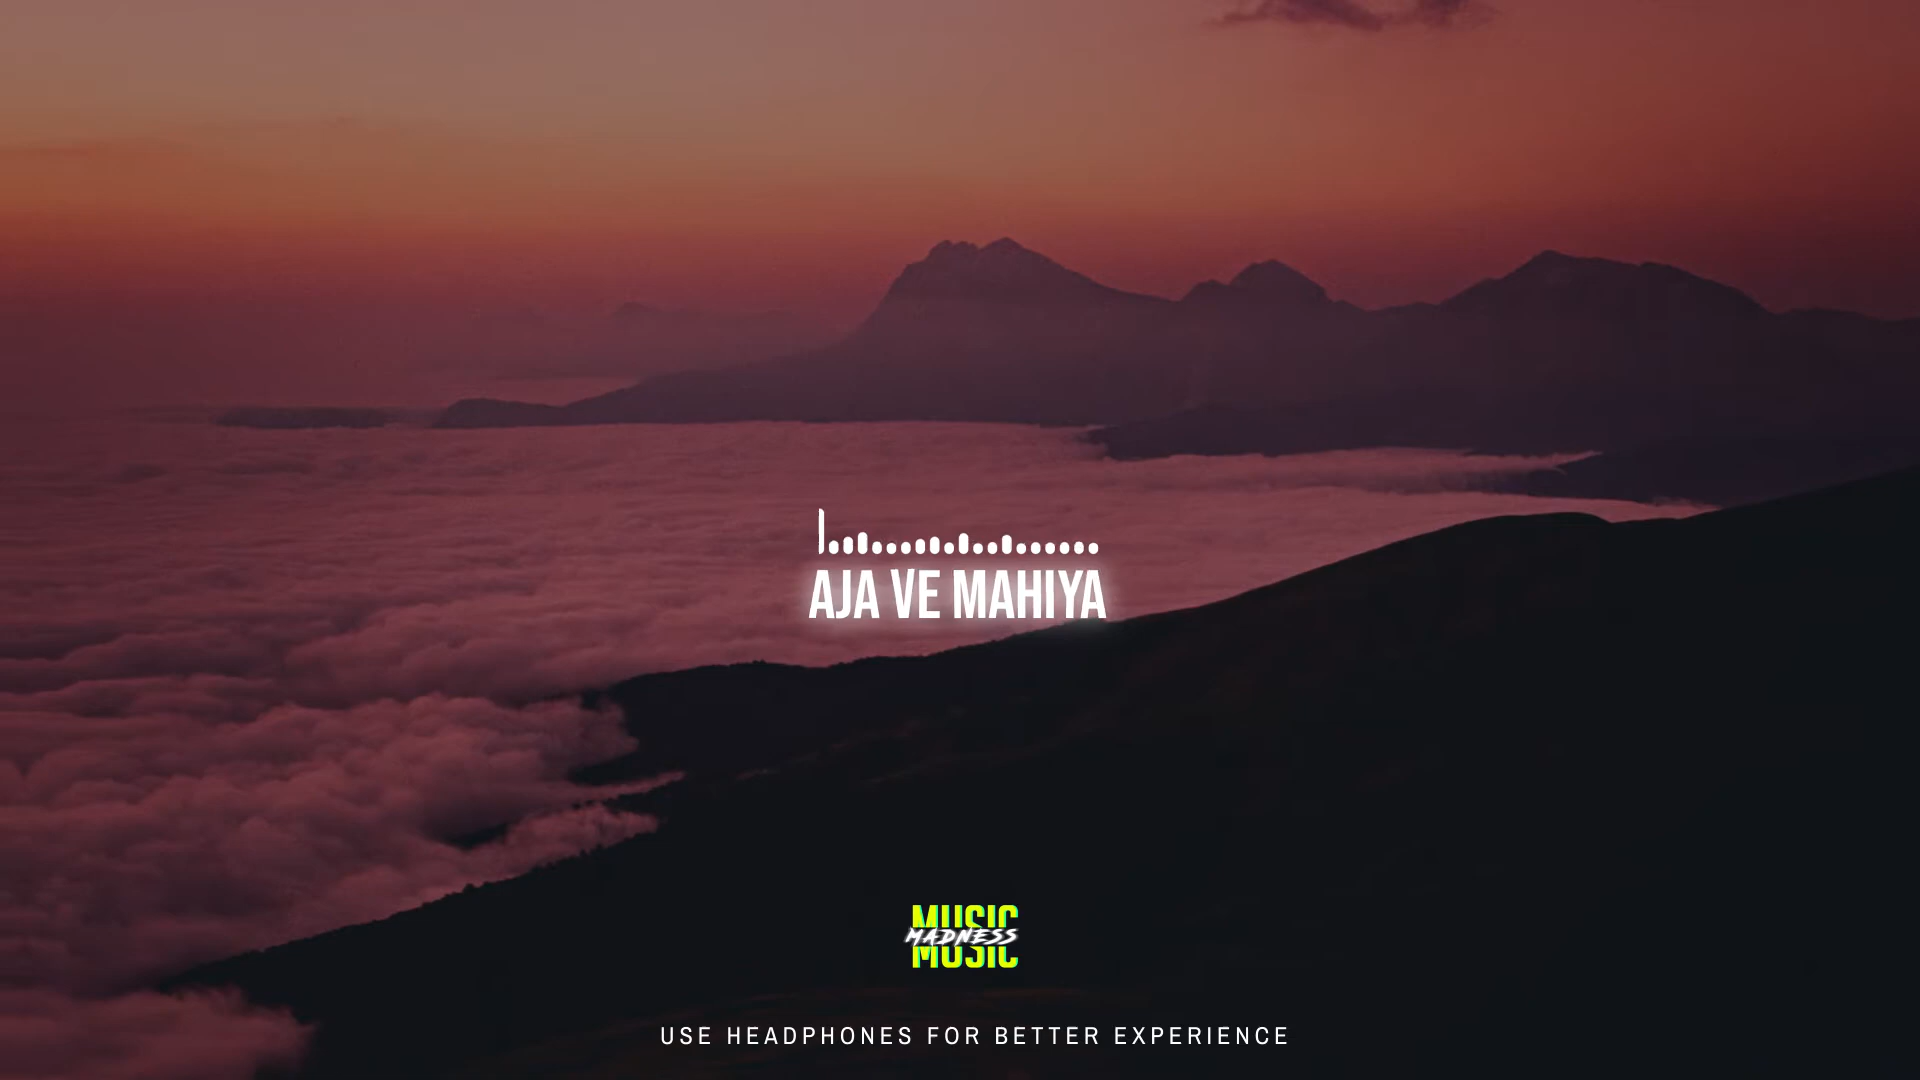 AJA VE MAHIYA
MUSIC
MADNESS
MUSIC
USE HEADPHONES FOR BETTER EXPERIENCE